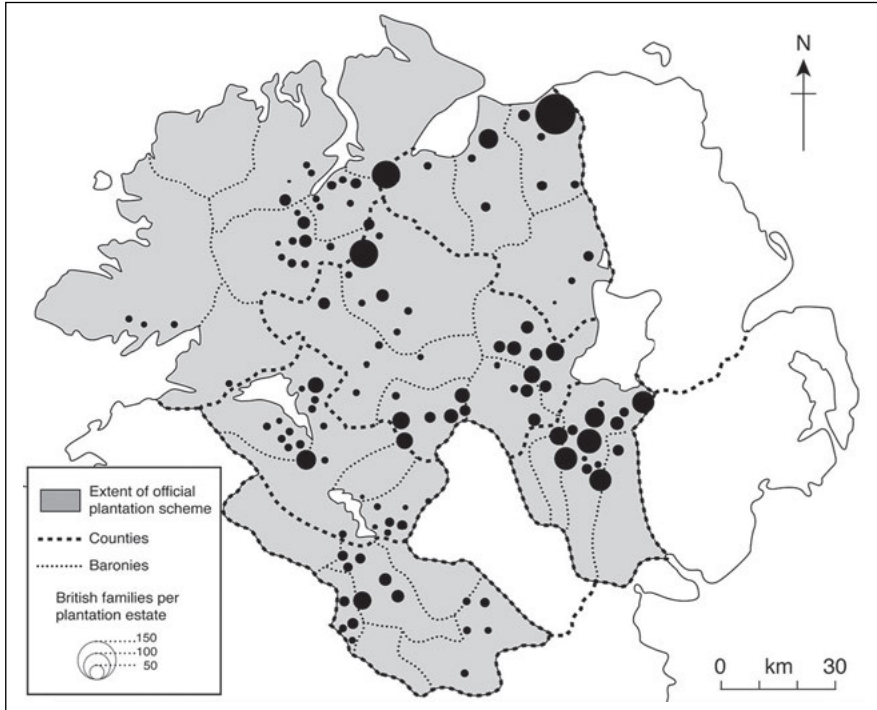 N
Extent of official
plantation scheme
Counties
Baronies
British families per
plantation estate
150
100
50
0 km 30